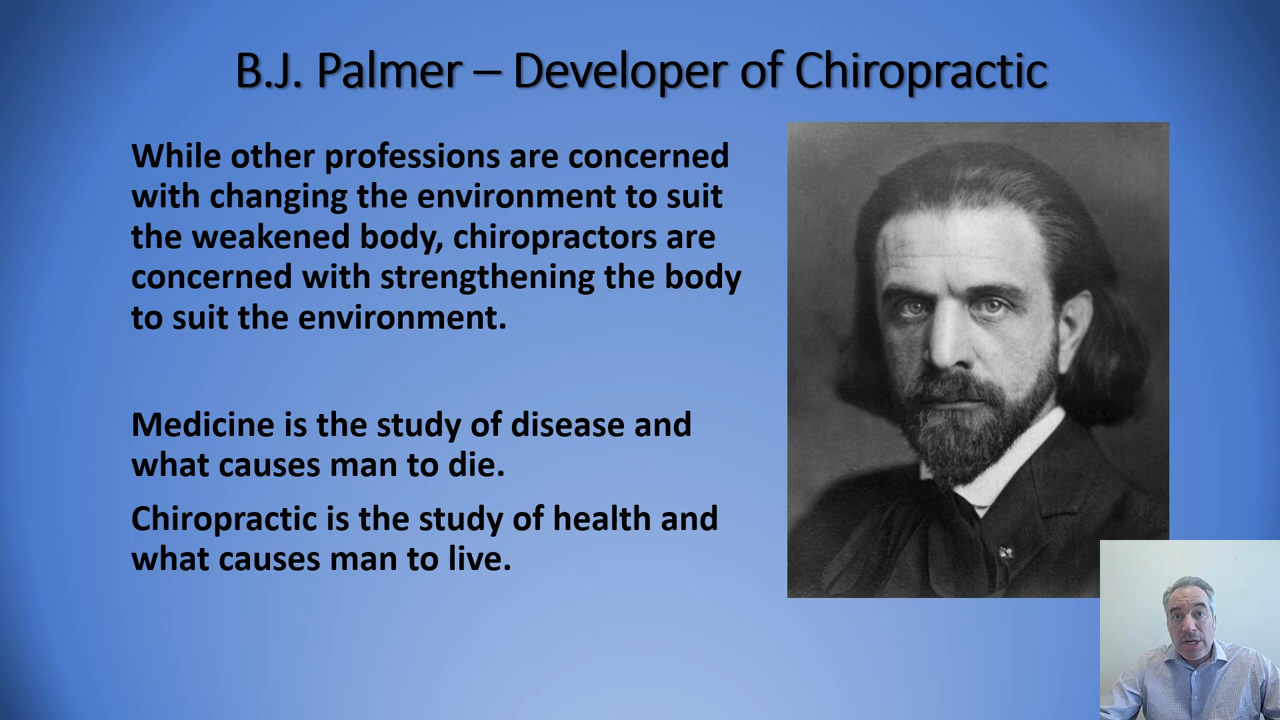 B.J. Palmer – Developer of Chiropractic
While other professions are concerned
with changing the environment to suit
the weakened body, chiropractors are
concerned with strengthening the body
to suit the environment.
Medicine is the study of disease and
what causes man to die.
Chiropractic is the study of health and
what causes man to live.